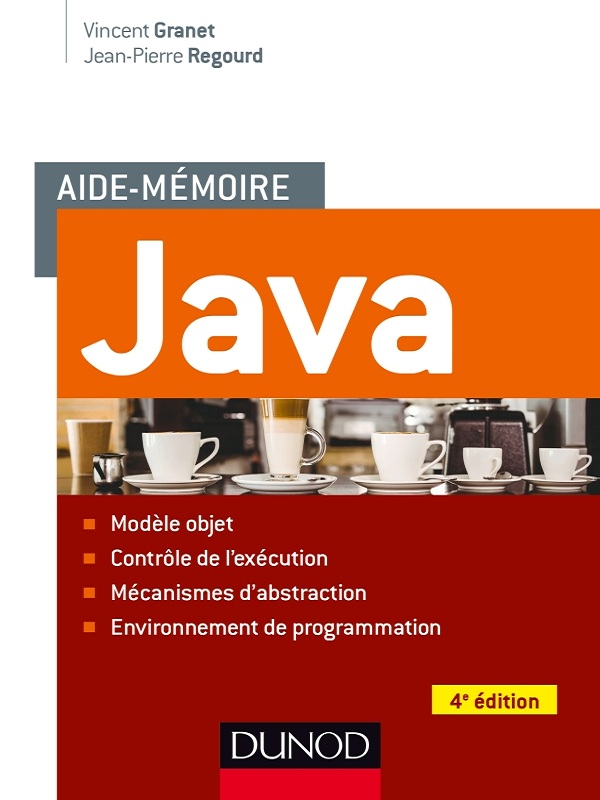 Vincent Granet
Jean-Pierre Regourd
AIDE-MÉMOIRE
Java
Modèle objet
Contrôle de l'exécution
Mécanismes d'abstraction
Environnement de programmation
4e édition
DUNOD